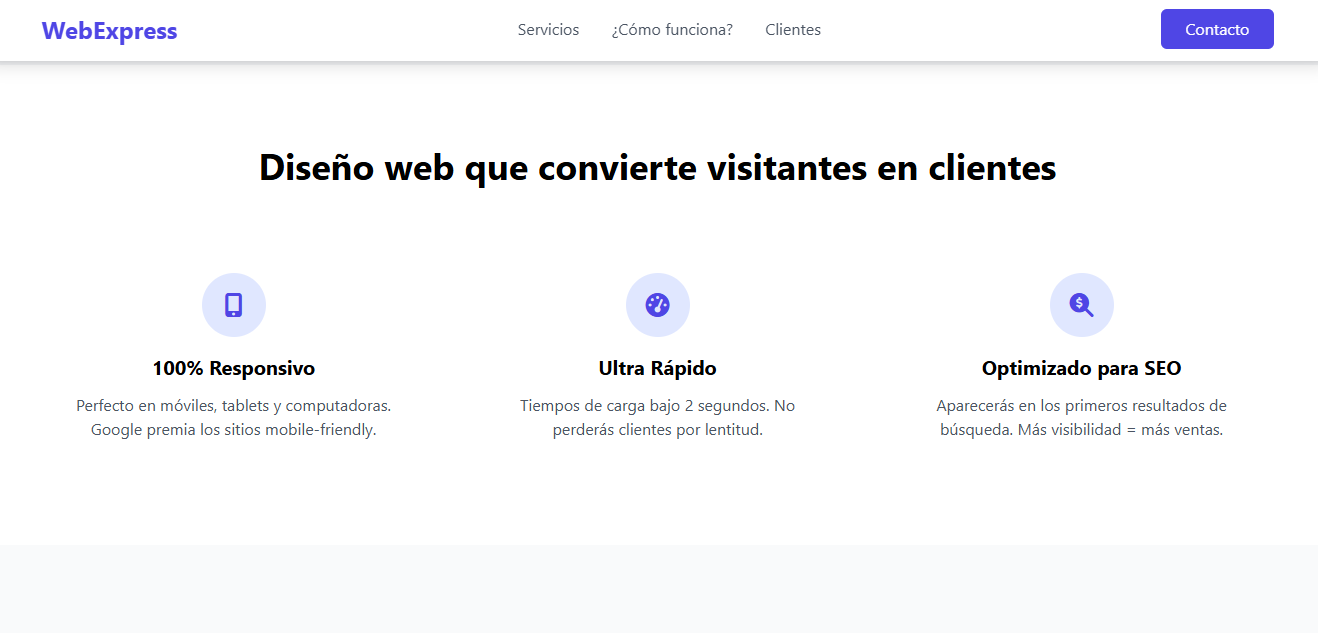 WebExpress
Servicios
¿Cómo funciona?
Clientes
Contacto
Diseño web que convierte visitantes en clientes
100% Responsivo
Perfecto en móviles, tablets y computadoras.
Google premia los sitios mobile-friendly.
Ultra Rápido
Tiempos de carga bajo 2 segundos. No
perderás clientes por lentitud.
Optimizado para SEO
Aparecerás en los primeros resultados de
búsqueda. Más visibilidad = más ventas.